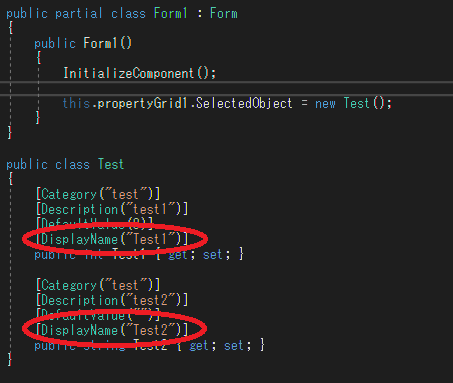 public partial class Form1 : Form
{
public Form1()
{
InitializeComponent();
this.propertyGrid1.SelectedObject = new Test();
}
}
public class Test
{
[Category("test")]
[Description("test1")]
[DefaultValue(0)]
[DisplayName("Test1")]
public int Test1 { get; set; }
[Category("test")]
[Description("test2")]
[DefaultValue("")]
[DisplayName("Test2")]
public string Test2 { get; set; }
}